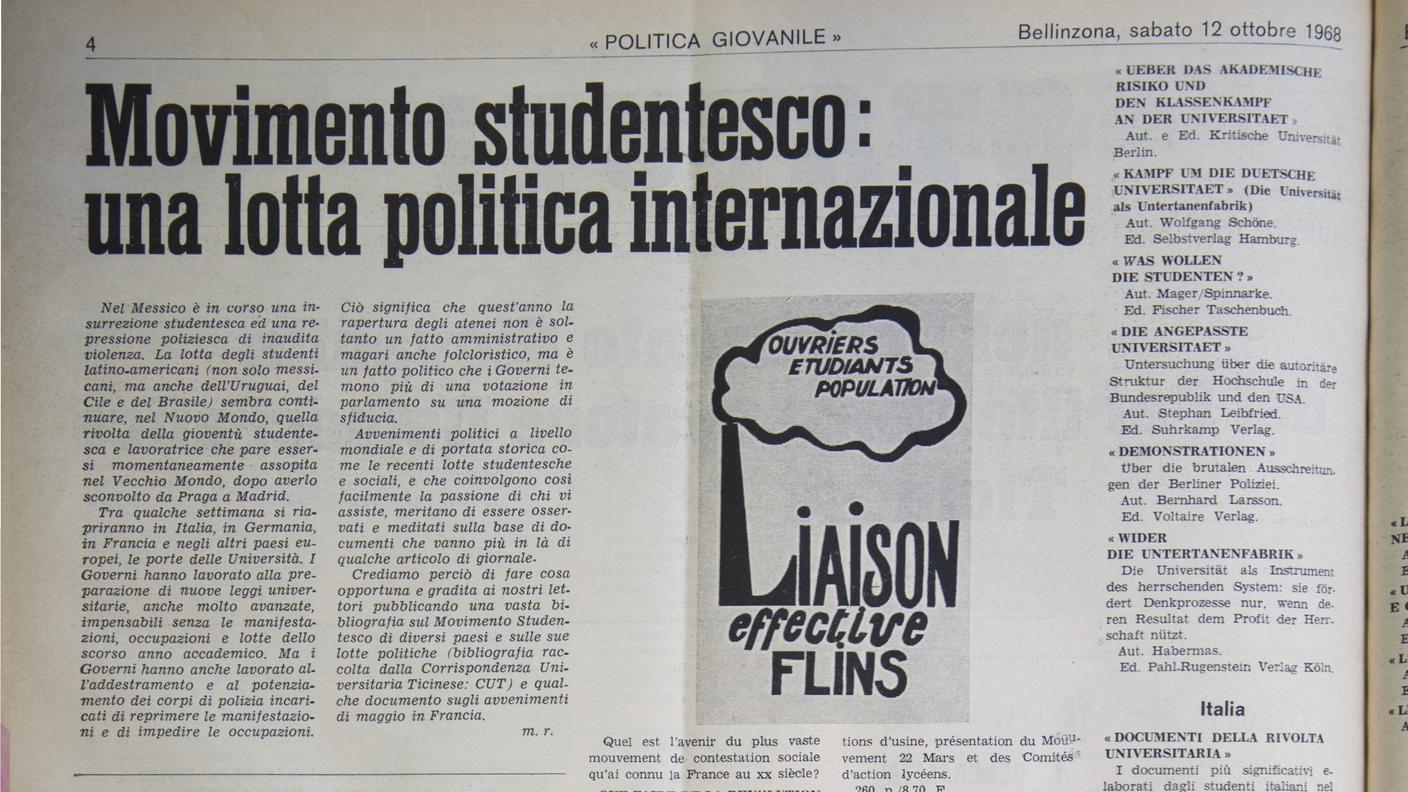 4
« POLITICA GIOVANILE »
Bellinzona, sabato 12 ottobre 1968
Movimento studentesco:
una lotta politica internazionale
Nel Messico è in corso una in-
surrezione studentesca ed una re-
pressione poliziesca di inaudita
violenza. La lotta degli studenti
latino-americani (non solo messi-
cani, ma anche dell'Uruguai, del
Cile e del Brasile) sembra conti-
nuare, nel Nuovo Mondo, quella
rivolta della gioventù studente-
sca e lavoratrice che pare esser-
si momentaneamente assopita
nel Vecchio Mondo, dopo averlo
sconvolto da Praga a Madrid.
Tra qualche settimana si ria-
priranno in Italia, in Germania,
in Francia e negli altri paesi eu-
ropei, le porte delle Università. I
Governi hanno lavorato alla pre-
parazione di nuove leggi univer-
sitarie, anche molto avanzate,
impensabili senza le manifesta-
zioni, occupazioni e lotte dello
scorso anno accademico. Ma i
Governi hanno anche lavorato al-
l'addestramento e al potenzia-
mento dei corpi di polizia incari-
cati di reprimere le manifestazio-
ni e di impedire le occupazioni.
Ciò significa che quest'anno la
rapertura degli atenei non è sol-
tanto un fatto amministrativo e
magari anche folcloristico, ma è
un fatto politico che i Governi te-
mono più di una votazione in
parlamento su una mozione di
sfiducia.
Avvenimenti politici a livello
mondiale e di portata storica co-
me le recenti lotte studentesche
e sociali, e che coinvolgono così
facilmente la passione di chi vi
assiste, meritano di essere osser-
vati e meditati sulla base di do-
cumenti che vanno più in là di
qualche articolo di giornale.
Crediamo perciò di fare cosa
opportuna e gradita ai nostri let-
tori pubblicando una vasta bi-
bliografia sul Movimento Studen-
tesco di diversi paesi e sulle sue
lotte politiche (bibliografia rac-
colta dalla Corrispondenza Uni-
versitaria Ticinese: CUT) e qual-
che documento sugli avvenimenti
di maggio in Francia.
m. r.
OUVRIERS
ETUDIANTS
POPULATION
LIAISON
effective
FLINS
Quel est l'avenir du plus vaste
mouvement de contestation sociale
qu'ai connu la France au xx siècle?
tions d'usine, présentation du Mou-
vement 22 Mars et des Comités
d'action lycéens.
260 p./8,70 F.
« UEBER DAS AKADEMISCHE
RISIKO UND
DEN KLASSENKAMPF
AN DER UNIVERSITAET »
Aut. e Ed. Kritische Universität
Berlin.
« KAMPF UM DIE DUETSCHE
UNIVERSITAET » (Die Universität
als Untertanenfabrik)
Aut. Wolfgang Schöne.
Ed. Selbstverlag Hamburg.
« WAS WOLLEN
DIE STUDENTEN ? »
Aut. Mager/Spinnarke.
Ed. Fischer Taschenbuch.
« DIE ANGEPASSTE
UNIVERSITAET »
Untersuchung über die autoritäre
Struktur der Hochschule in der
Bundesrepublik und den USA.
Aut. Stephan Leibfried.
Ed. Suhrkamp Verlag.
« DEMONSTRATIONEN »
Über die brutalen Ausschreitun-
gen der Berliner Poliziei.
Aut. Bernhard Larsson.
Ed. Voltaire Verlag.
« WIDER
DIE UNTERTANENFABRIK »
Die Universität als Instrument
des herrschenden System: sie för-
dert Denkprozesse nur, wenn de-
ren Resultat dem Profit der Herr-
schaft nützt.
Aut. Habermas.
Ed. Pahl-Rugenstein Verlag Köln.
Italia
« DOCUMENTI DELLA RIVOLTA
UNIVERSITARIA »
I documenti più significativi e-
laborati dagli studenti italiani nel